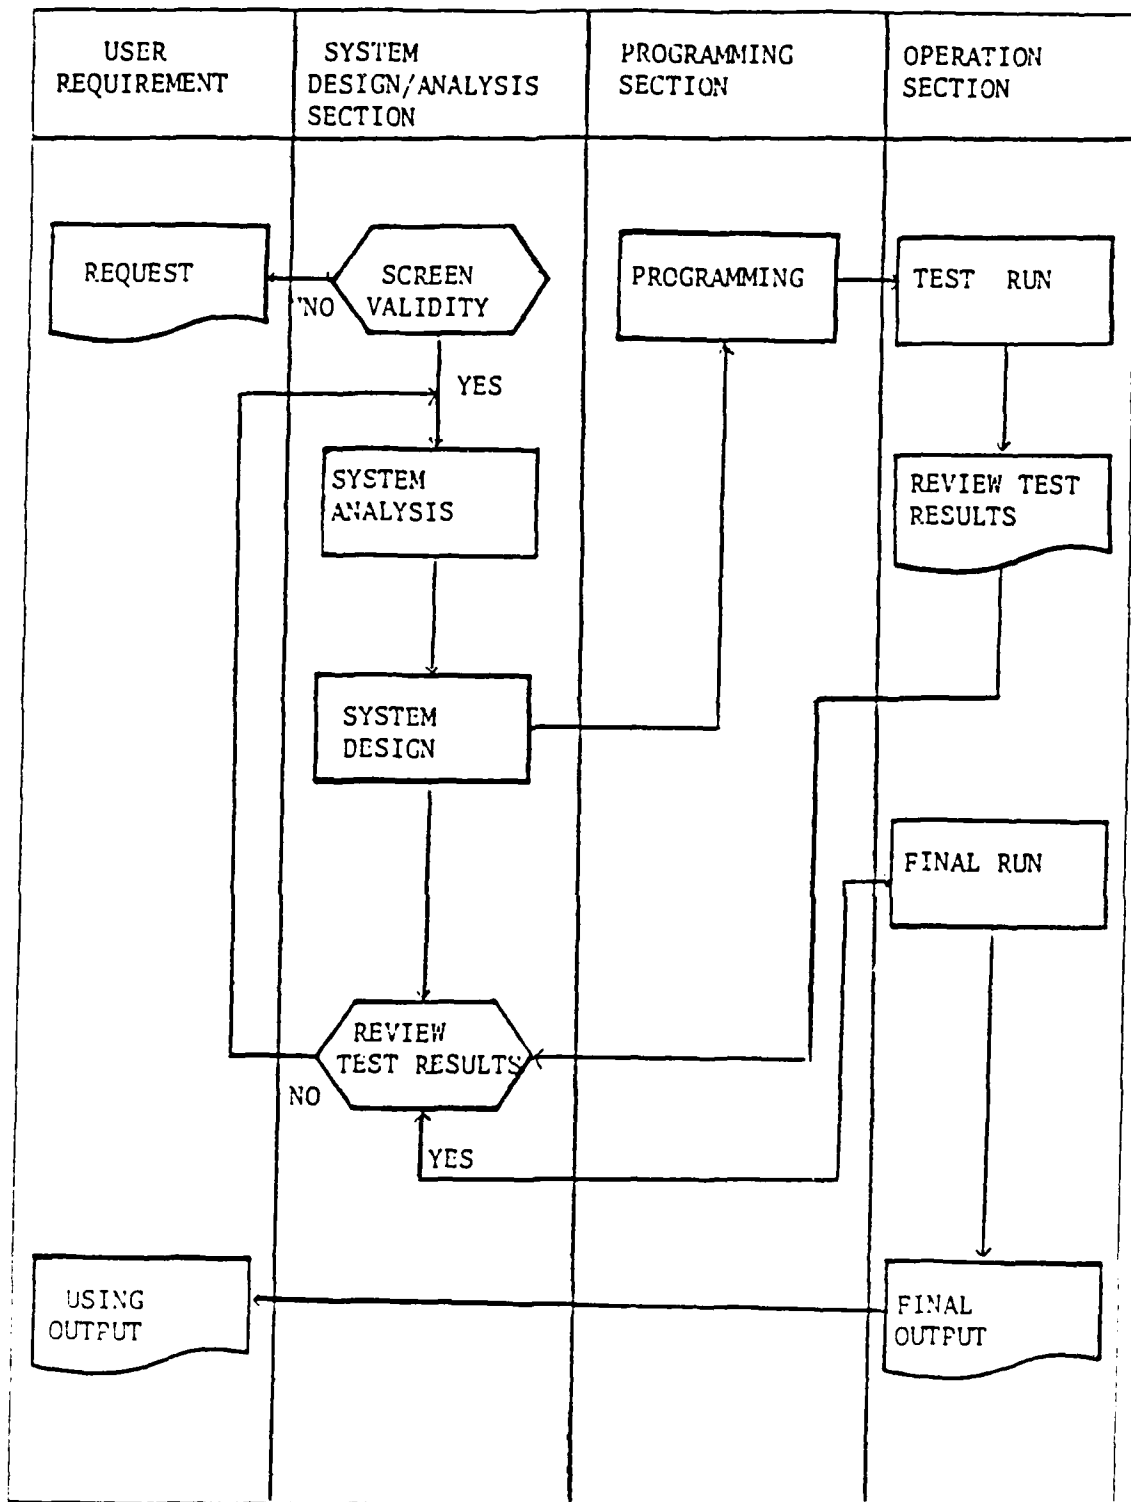 USER
REQUIREMENT
SYSTEM
DESIGN/ANALYSIS
SECTION
PROGRAMMING
SECTION
OPERATION
SECTION
REQUEST
SCREEN
VALIDITY
NO
YES
PROGRAMMING
TEST RUN
SYSTEM
ANALYSIS
REVIEW TEST
RESULTS
SYSTEM
DESIGN
FINAL RUN
REVIEW
TEST RESULTS
NO
YES
USING
OUTPUT
FINAL
OUTPUT